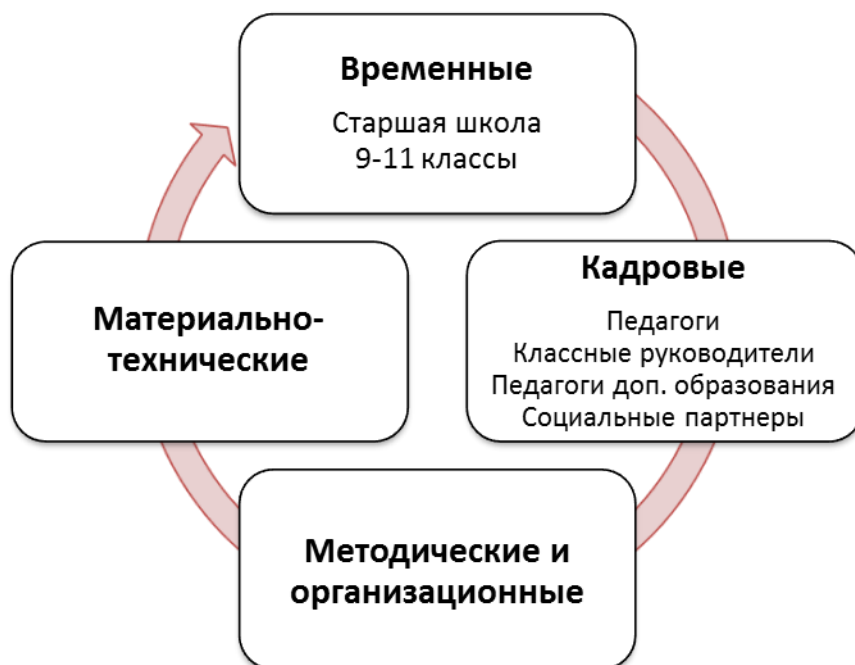 Временные
Старшая школа
9-11 классы
Кадровые
Педагоги
Классные руководители
Педагоги доп. образования
Социальные партнеры
Методические и
организационные
Материально-
технические